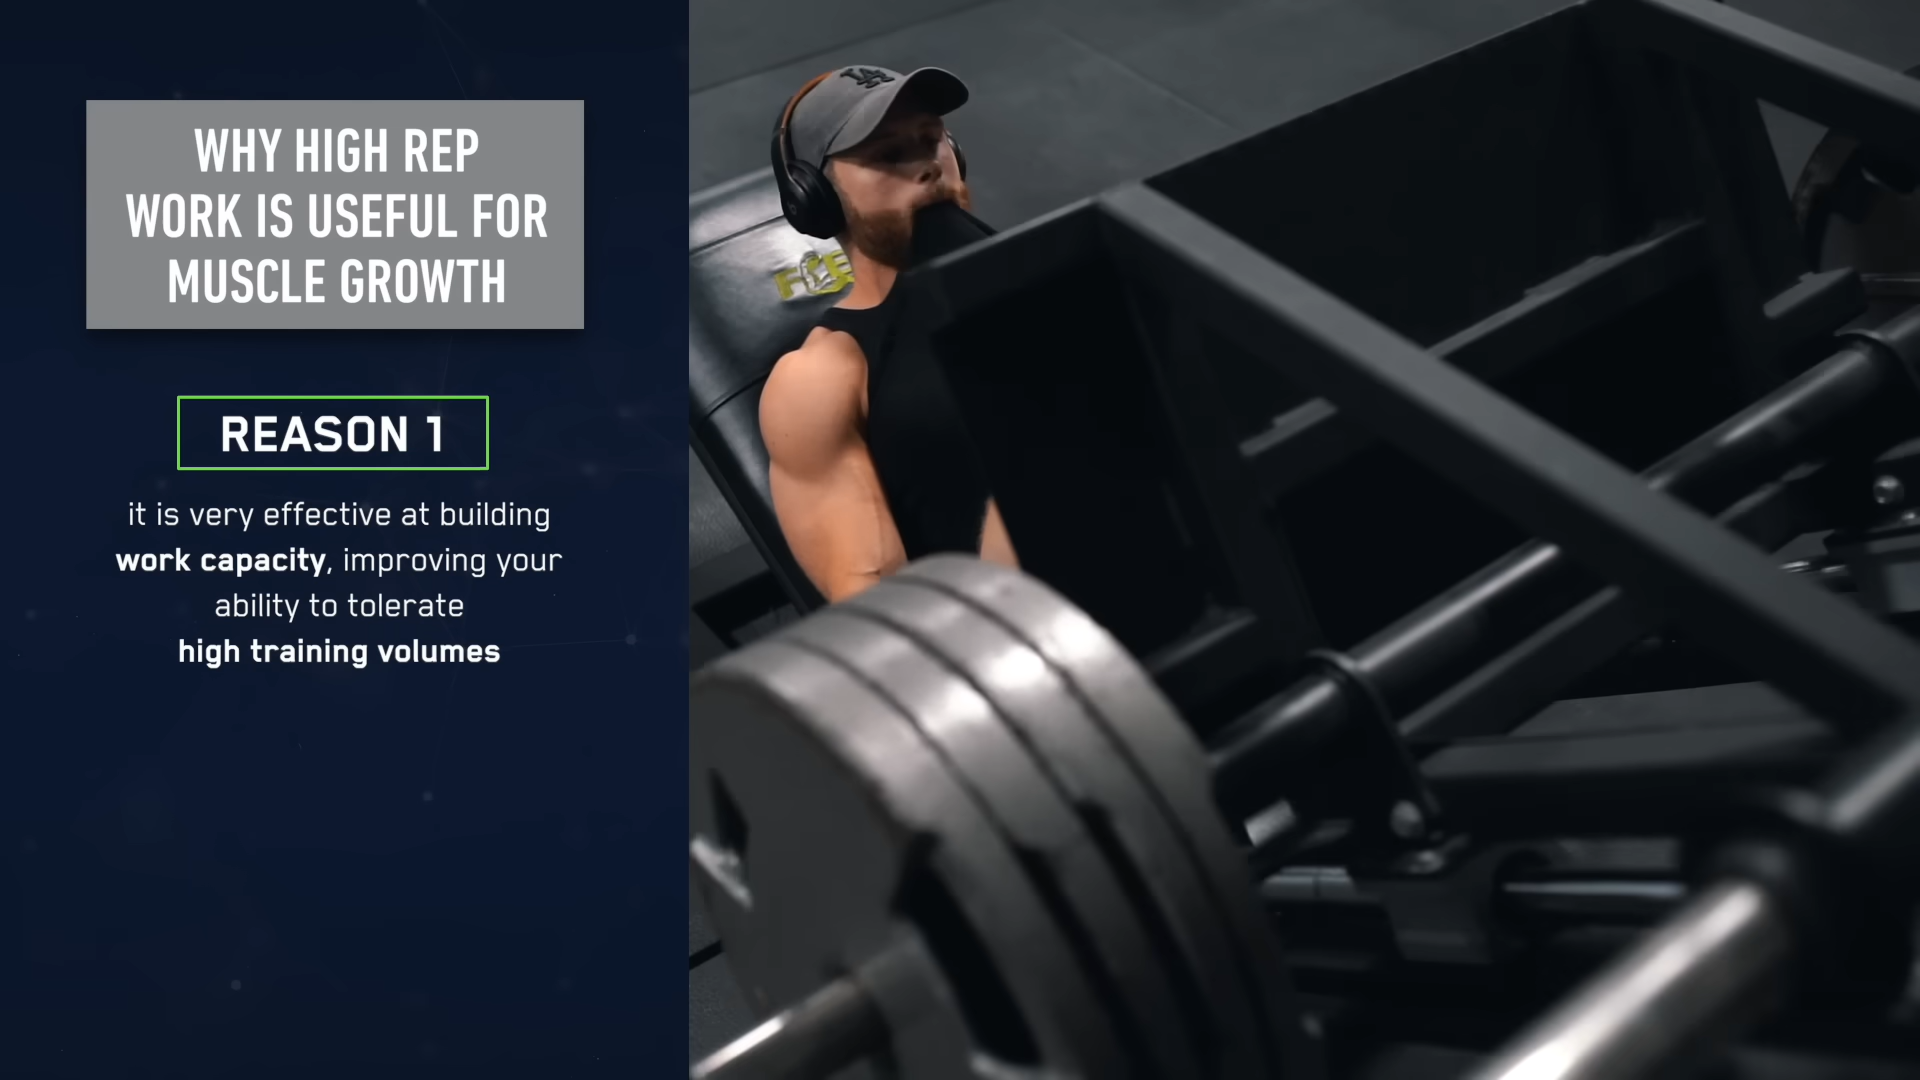 WHY HIGH REP
WORK IS USEFUL FOR
MUSCLE GROWTH
REASON 1
it is very effective at building
work capacity, improving your
ability to tolerate
high training volumes
LA